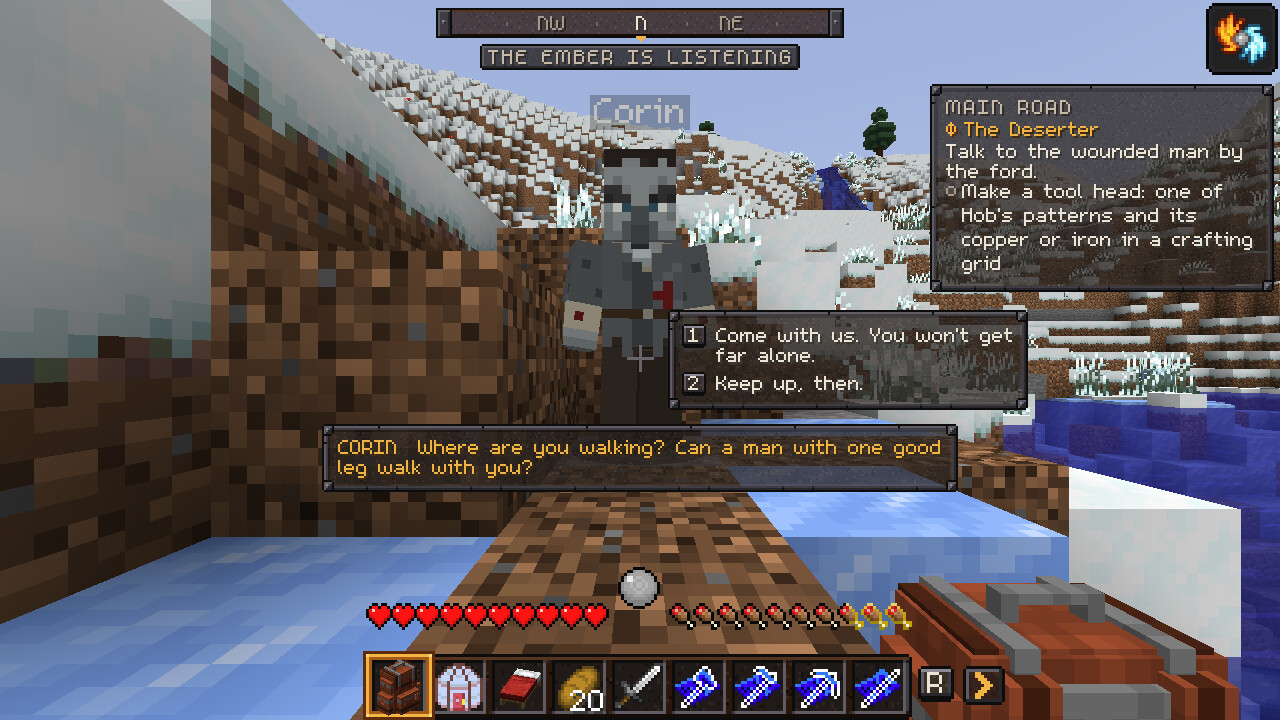 NW · N · NE
THE EMBER IS LISTENING
Corin
MAIN ROAD
The Deserter
Talk to the wounded man by
the ford.
Make a tool head: one of
Hob's patterns and its
copper or iron in a crafting
grid
1 Come with us. You won't get
far alone.
2 Keep up, then.
CORIN Where are you walking? Can a man with one good
leg walk with you?
20
R